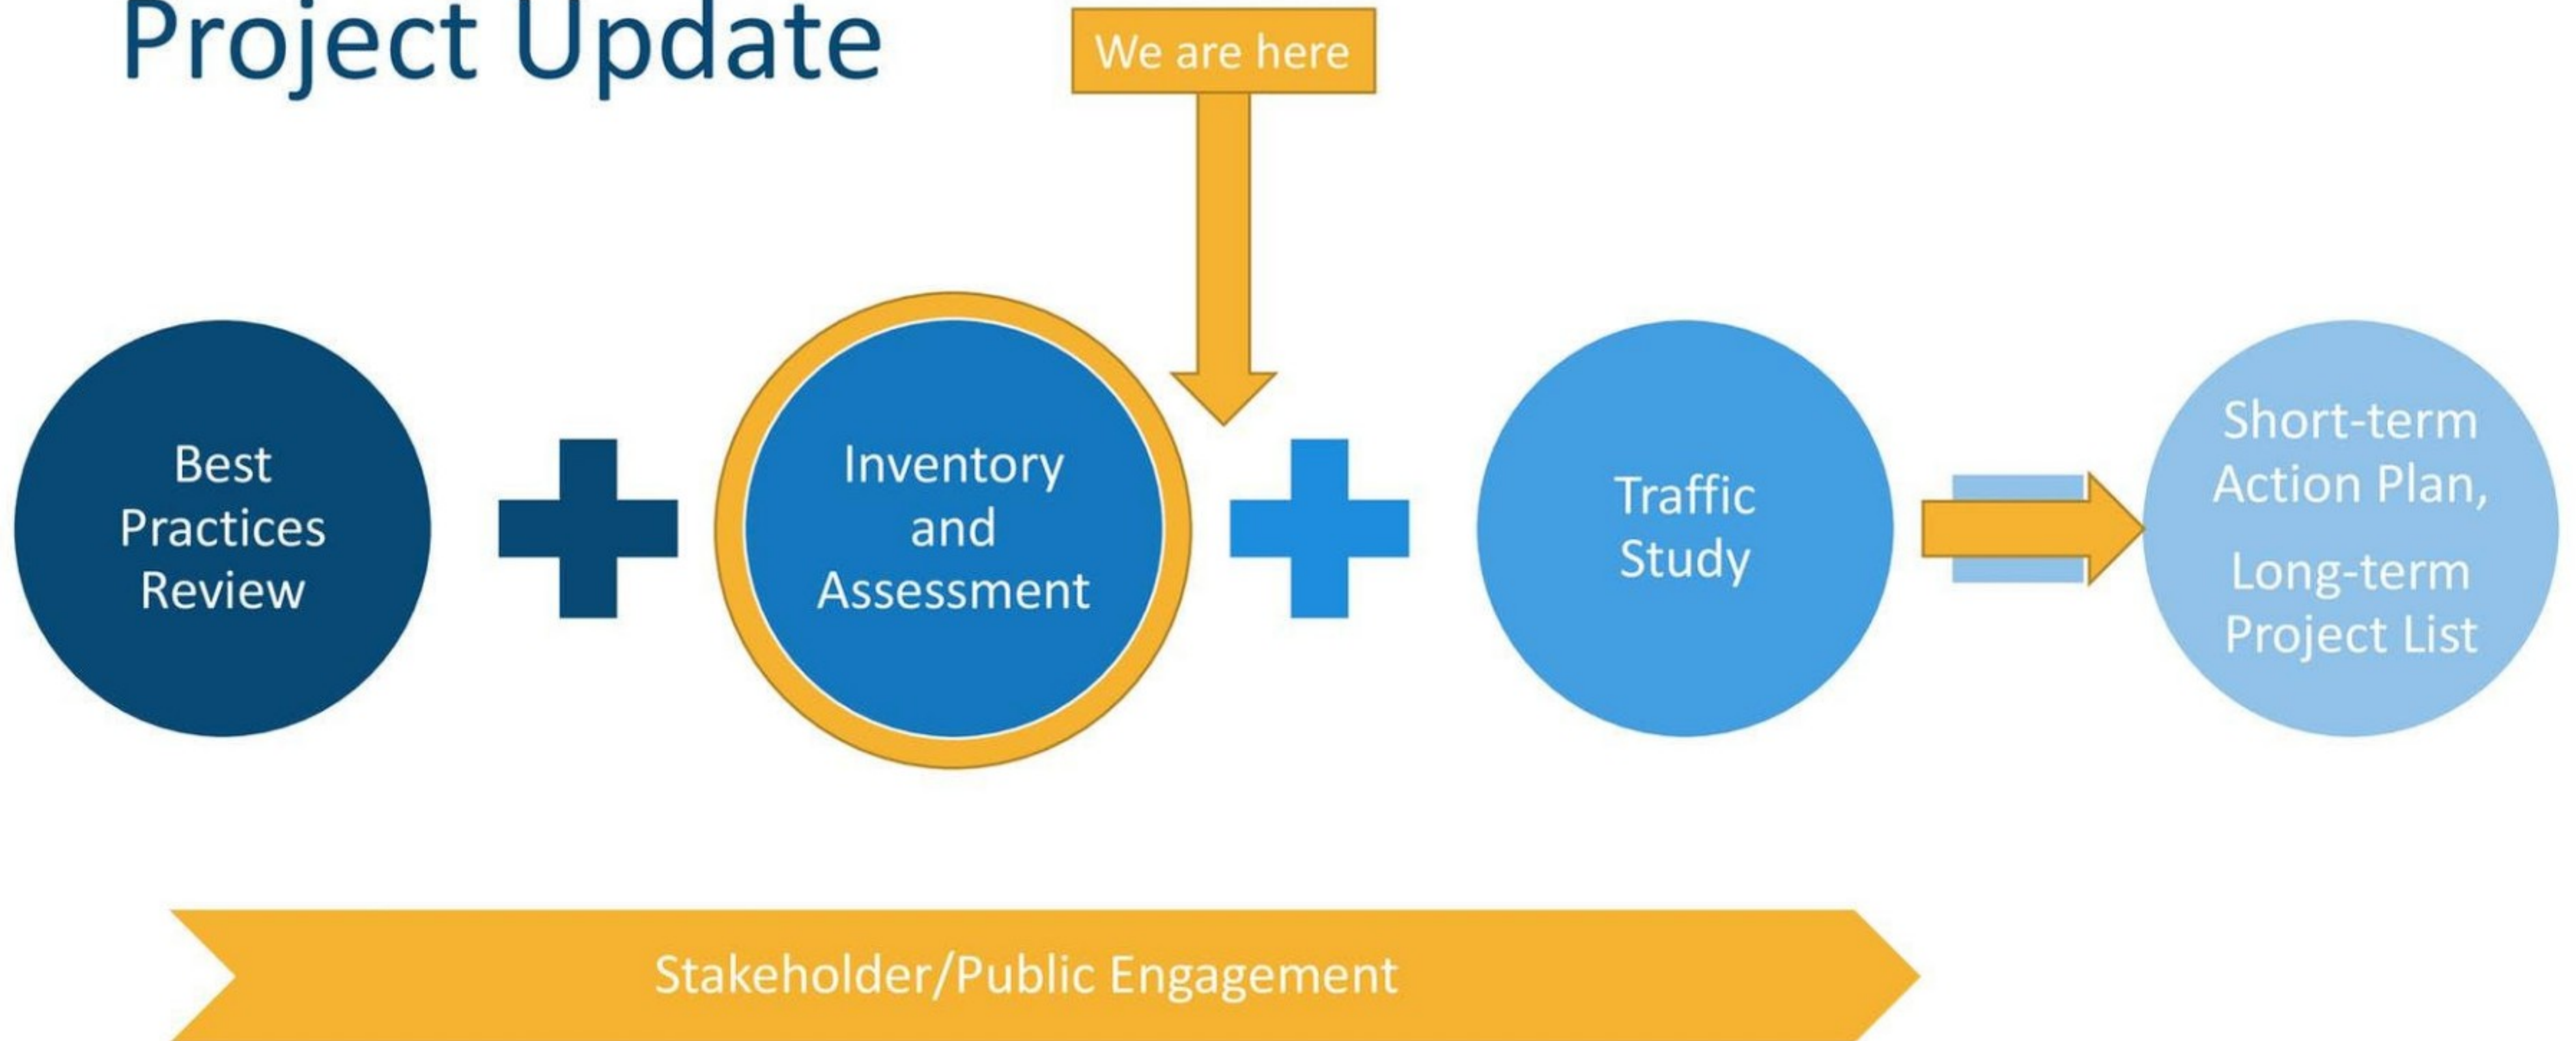 Project Update
We are here
Best
Practices
Review
Inventory
and
Assessment
Traffic
Study
Short-term
Action Plan,
Long-term
Project List
Stakeholder/Public Engagement